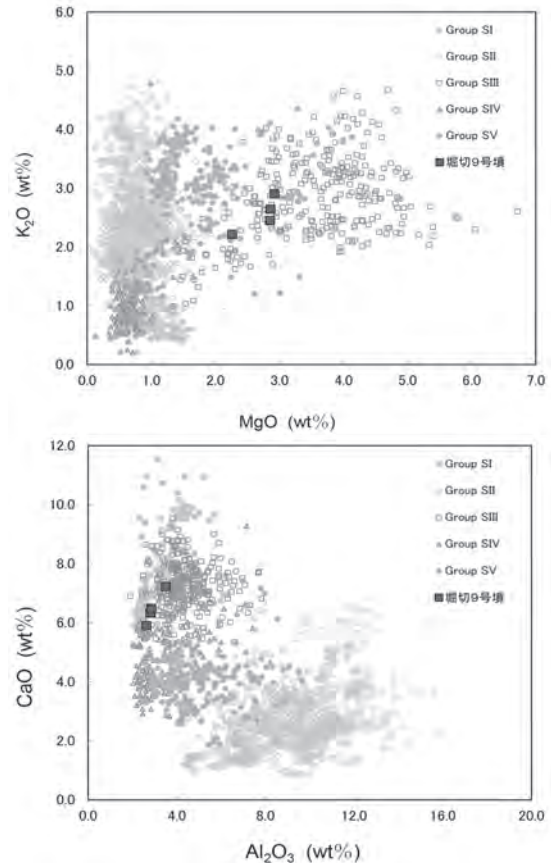 6.0
5.0
4.0
3.0
2.0
1.0
0.0
K₂O (wt%)
Group SI
Group SII
Group SIII
Group SIV
Group SV
堀切9号墳
0.0 1.0 2.0 3.0 4.0 5.0 6.0 7.0
MgO (wt%)
12.0
10.0
8.0
6.0
4.0
2.0
0.0
CaO (wt%)
Group SI
Group SII
Group SIII
Group SIV
Group SV
堀切9号墳
0.0 4.0 8.0 12.0 16.0 20.0
Al₂O₃ (wt%)